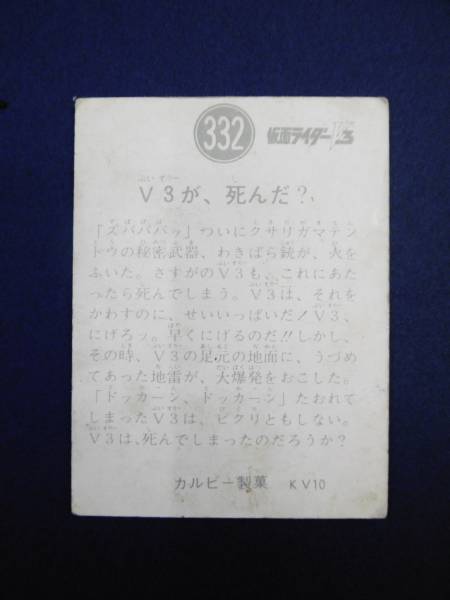 332
仮面ライダーV3
V3が、死んだ?
「ズバババッ」ついにクサリガマテン
トウの秘密武器、わきばら銃が、火を
ふいた。さすがのV3も、これにあた
ったら死んでしまう。V3は、それを
かわすのに、せいいっぱいだ!V3、
にげろッ。早くにげるのだ!!しかし、
その時、V3の足元の地面に、うづめ
てあった地雷が、大爆発をおこした。
「ドッカーン、ドッカーン」たおれて
しまったV3は、ピクリともしない。
V3は、死んでしまったのだろうか?
カルビー製菓 KV10